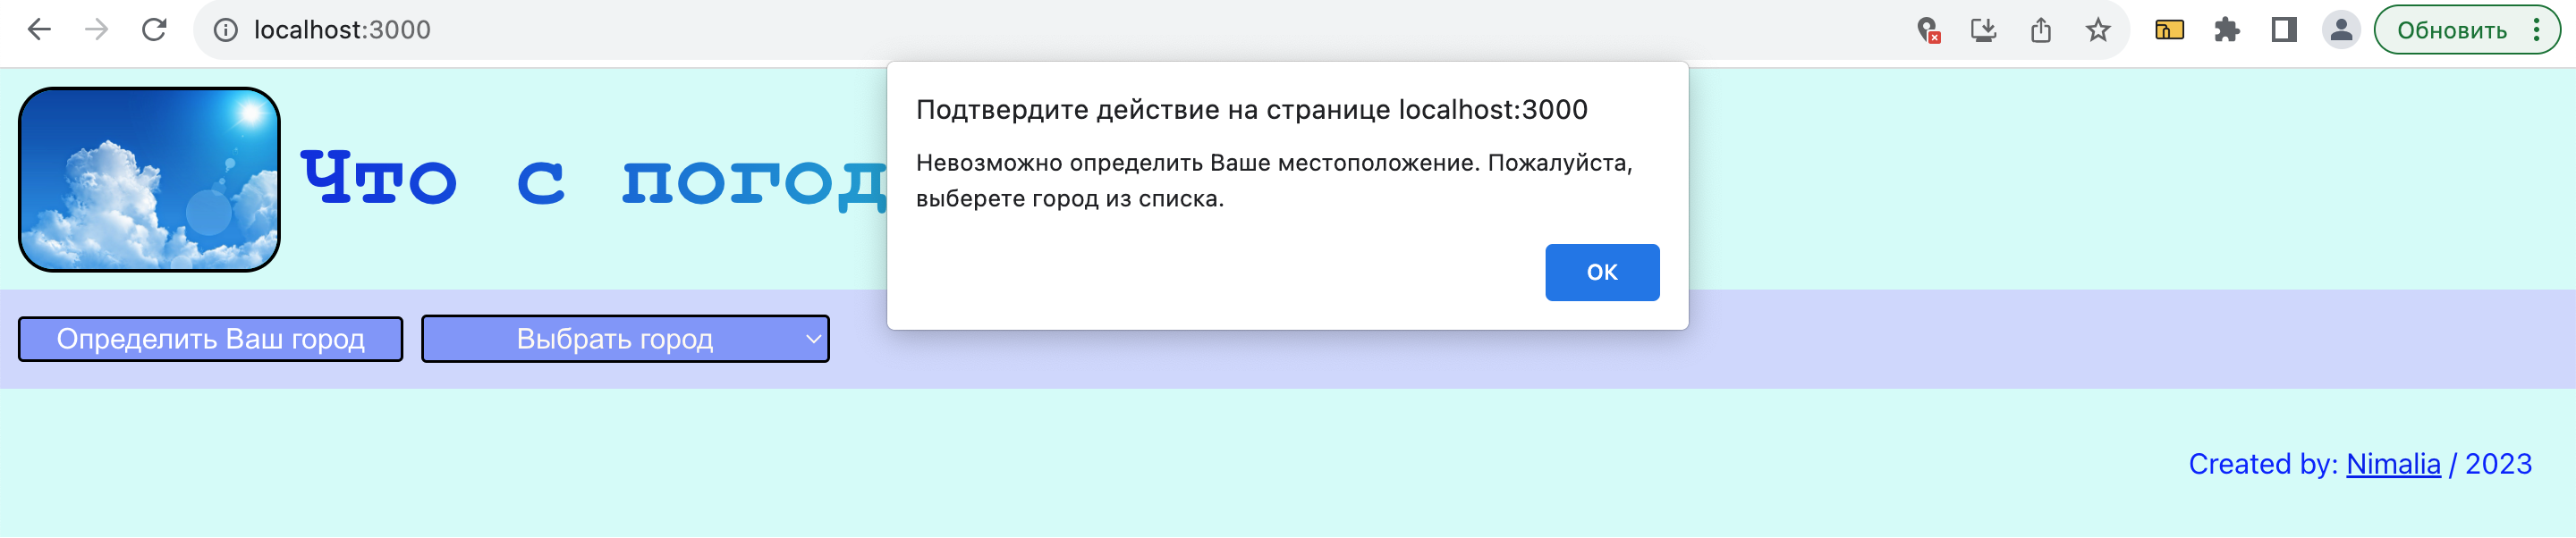 localhost:3000
Обновить
Подтвердите действие на странице localhost:3000
Невозможно определить Ваше местоположение. Пожалуйста,
выберете город из списка.
ОК
Что с погод
Определить Ваш город
Выбрать город
Created by: Nimalia / 2023